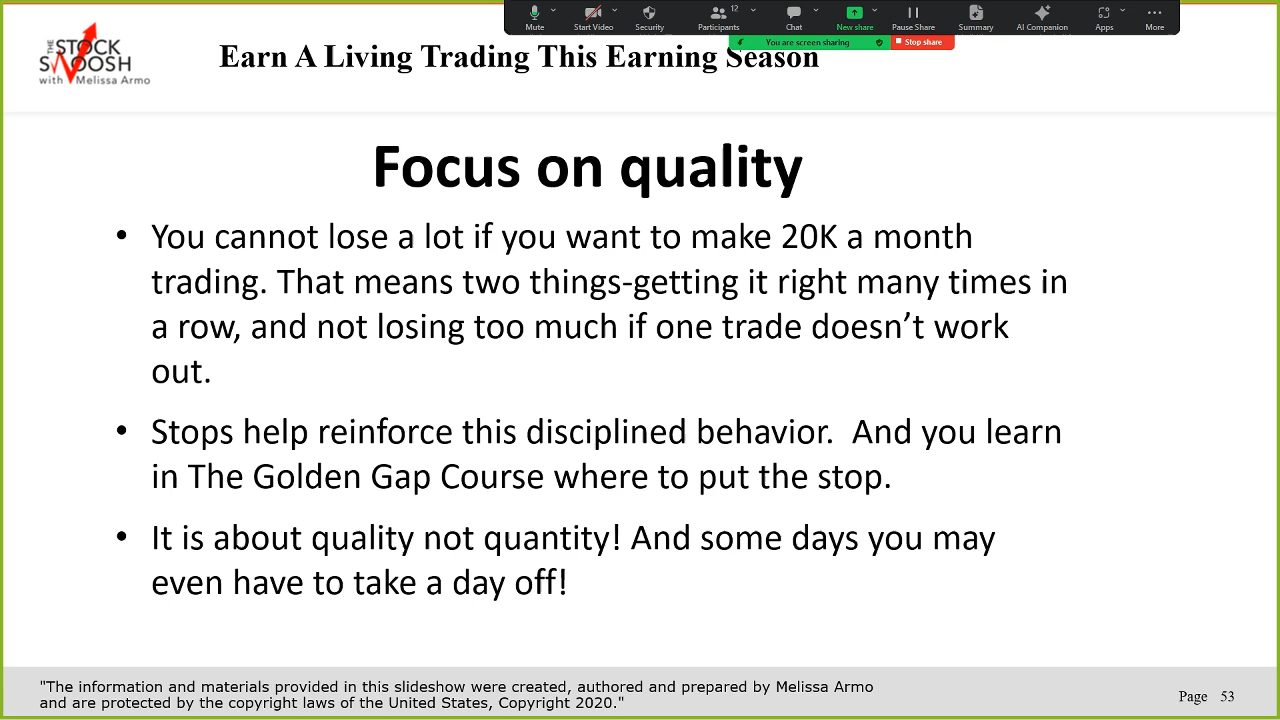 12
Mute
Start Video
Security
Participants
Chat
New share
Pause Share
Summary
AI Companion
Apps
More
You are screen sharing
Stop share
THE
STOCK
SWOOSH
with Melissa Armo
Earn A Living Trading This Earning Season
Focus on quality
• You cannot lose a lot if you want to make 20K a month
trading. That means two things-getting it right many times in
a row, and not losing too much if one trade doesn’t work
out.
• Stops help reinforce this disciplined behavior.  And you learn
in The Golden Gap Course where to put the stop.
• It is about quality not quantity! And some days you may
even have to take a day off!
"The information and materials provided in this slideshow were created, authored and prepared by Melissa Armo
and are protected by the copyright laws of the United States, Copyright 2020."
Page 53